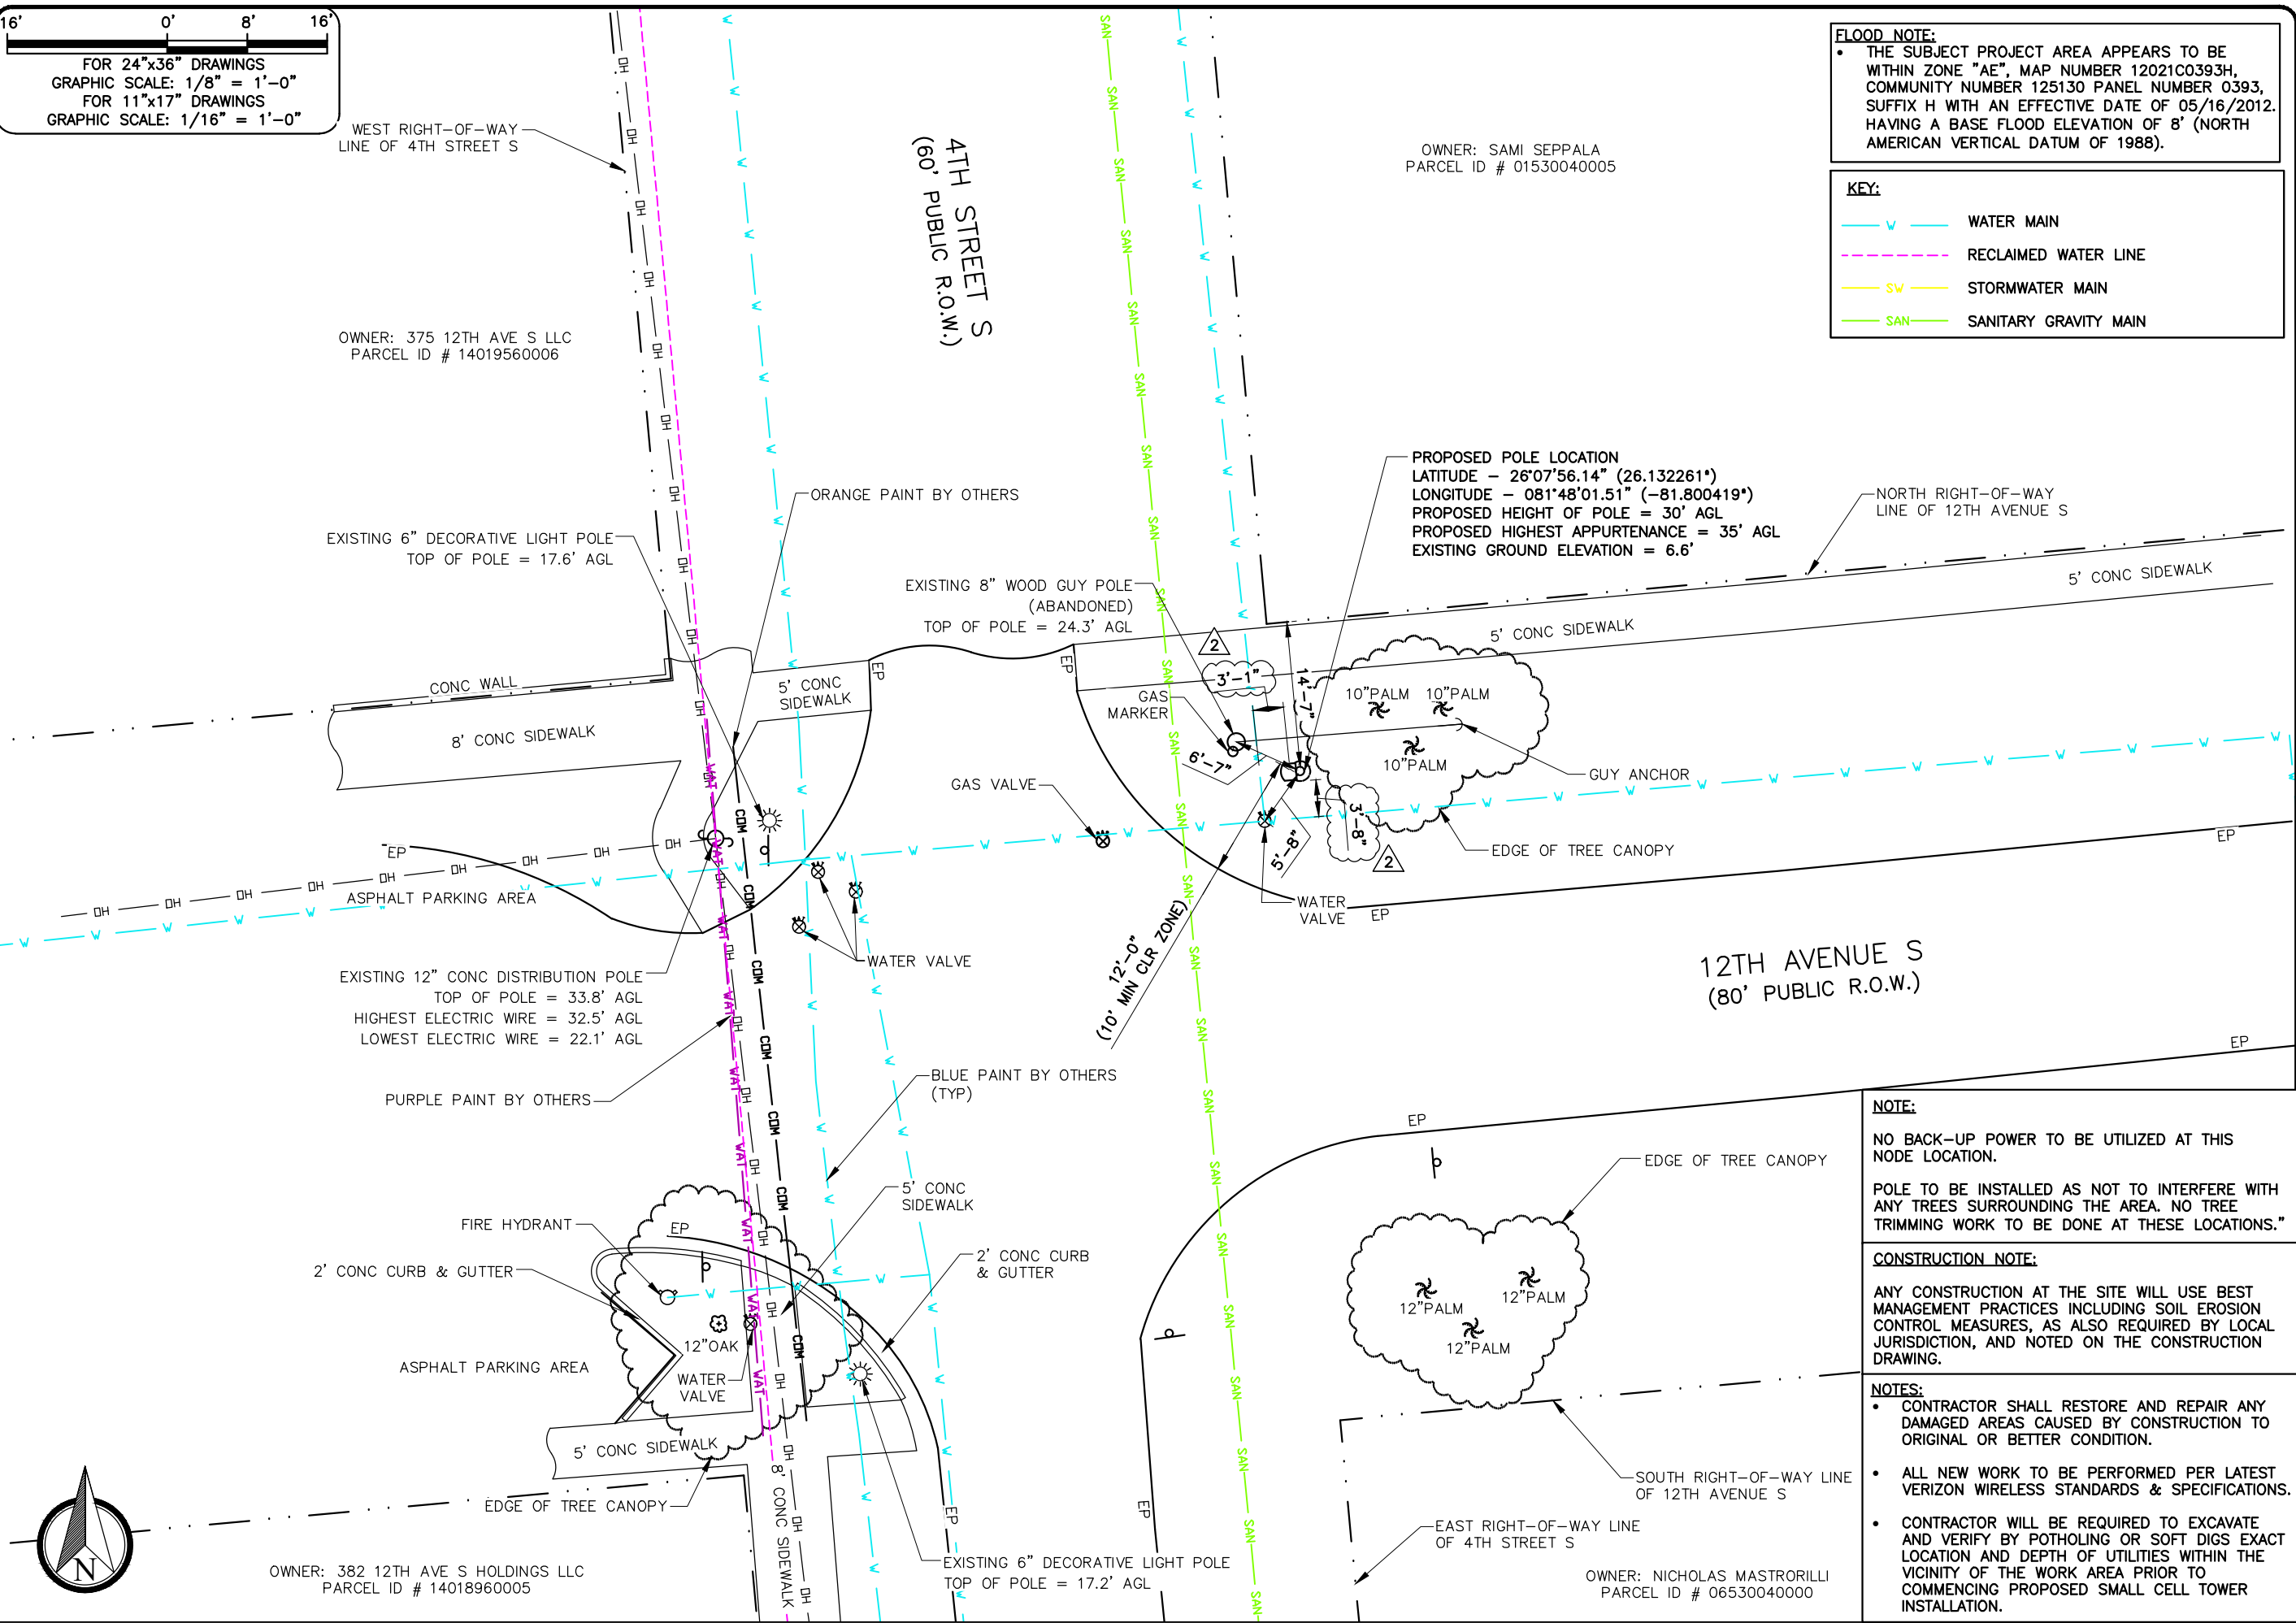 16' 0' 8' 16'
FOR 24"x36" DRAWINGS
GRAPHIC SCALE: 1/8" = 1'-0"
FOR 11"x17" DRAWINGS
GRAPHIC SCALE: 1/16" = 1'-0"
WEST RIGHT-OF-WAY
LINE OF 4TH STREET S
4TH STREET S
(60' PUBLIC R.O.W.)
OWNER: SAMI SEPPALA
PARCEL ID # 01530040005
FLOOD NOTE:
• THE SUBJECT PROJECT AREA APPEARS TO BE
WITHIN ZONE "AE", MAP NUMBER 12021C0393H,
COMMUNITY NUMBER 125130 PANEL NUMBER 0393,
SUFFIX H WITH AN EFFECTIVE DATE OF 05/16/2012.
HAVING A BASE FLOOD ELEVATION OF 8' (NORTH
AMERICAN VERTICAL DATUM OF 1988).
KEY:
W WATER MAIN
RECLAIMED WATER LINE
SW STORMWATER MAIN
SAN SANITARY GRAVITY MAIN
OWNER: 375 12TH AVE S LLC
PARCEL ID # 14019560006
ORANGE PAINT BY OTHERS
EXISTING 6" DECORATIVE LIGHT POLE
TOP OF POLE = 17.6' AGL
PROPOSED POLE LOCATION
LATITUDE - 26°07'56.14" (26.132261°)
LONGITUDE - 081°48'01.51" (-81.800419°)
PROPOSED HEIGHT OF POLE = 30' AGL
PROPOSED HIGHEST APPURTENANCE = 35' AGL
EXISTING GROUND ELEVATION = 6.6'
NORTH RIGHT-OF-WAY
LINE OF 12TH AVENUE S
EXISTING 8" WOOD GUY POLE
(ABANDONED)
TOP OF POLE = 24.3' AGL
5' CONC SIDEWALK
5' CONC SIDEWALK
2
3'-1"
14'-7"
GAS
MARKER
6'-7"
10"PALM 10"PALM
10"PALM
GUY ANCHOR
CONC WALL
8' CONC SIDEWALK
5' CONC
SIDEWALK
EP
EP
GAS VALVE
3'-8"
5'-8"
2
EDGE OF TREE CANOPY
EP
EP
ASPHALT PARKING AREA
WATER
VALVE
EP
12'-0"
(10' MIN CLR ZONE)
WATER VALVE
12TH AVENUE S
(80' PUBLIC R.O.W.)
EXISTING 12" CONC DISTRIBUTION POLE
TOP OF POLE = 33.8' AGL
HIGHEST ELECTRIC WIRE = 32.5' AGL
LOWEST ELECTRIC WIRE = 22.1' AGL
OH
WAT
COM
W
SAN
PURPLE PAINT BY OTHERS
BLUE PAINT BY OTHERS
(TYP)
EP
EP
EDGE OF TREE CANOPY
5' CONC
SIDEWALK
FIRE HYDRANT
EP
2' CONC CURB & GUTTER
2' CONC CURB
& GUTTER
12"OAK
WATER
VALVE
ASPHALT PARKING AREA
12"PALM 12"PALM
12"PALM
5' CONC SIDEWALK
8' CONC SIDEWALK
EDGE OF TREE CANOPY
EP
EP
SOUTH RIGHT-OF-WAY LINE
OF 12TH AVENUE S
EAST RIGHT-OF-WAY LINE
OF 4TH STREET S
EXISTING 6" DECORATIVE LIGHT POLE
TOP OF POLE = 17.2' AGL
N
OWNER: 382 12TH AVE S HOLDINGS LLC
PARCEL ID # 14018960005
OWNER: NICHOLAS MASTRORILLI
PARCEL ID # 06530040000
NOTE:
NO BACK-UP POWER TO BE UTILIZED AT THIS
NODE LOCATION.
POLE TO BE INSTALLED AS NOT TO INTERFERE WITH
ANY TREES SURROUNDING THE AREA. NO TREE
TRIMMING WORK TO BE DONE AT THESE LOCATIONS."
CONSTRUCTION NOTE:
ANY CONSTRUCTION AT THE SITE WILL USE BEST
MANAGEMENT PRACTICES INCLUDING SOIL EROSION
CONTROL MEASURES, AS ALSO REQUIRED BY LOCAL
JURISDICTION, AND NOTED ON THE CONSTRUCTION
DRAWING.
NOTES:
• CONTRACTOR SHALL RESTORE AND REPAIR ANY
DAMAGED AREAS CAUSED BY CONSTRUCTION TO
ORIGINAL OR BETTER CONDITION.
• ALL NEW WORK TO BE PERFORMED PER LATEST
VERIZON WIRELESS STANDARDS & SPECIFICATIONS.
• CONTRACTOR WILL BE REQUIRED TO EXCAVATE
AND VERIFY BY POTHOLING OR SOFT DIGS EXACT
LOCATION AND DEPTH OF UTILITIES WITHIN THE
VICINITY OF THE WORK AREA PRIOR TO
COMMENCING PROPOSED SMALL CELL TOWER
INSTALLATION.